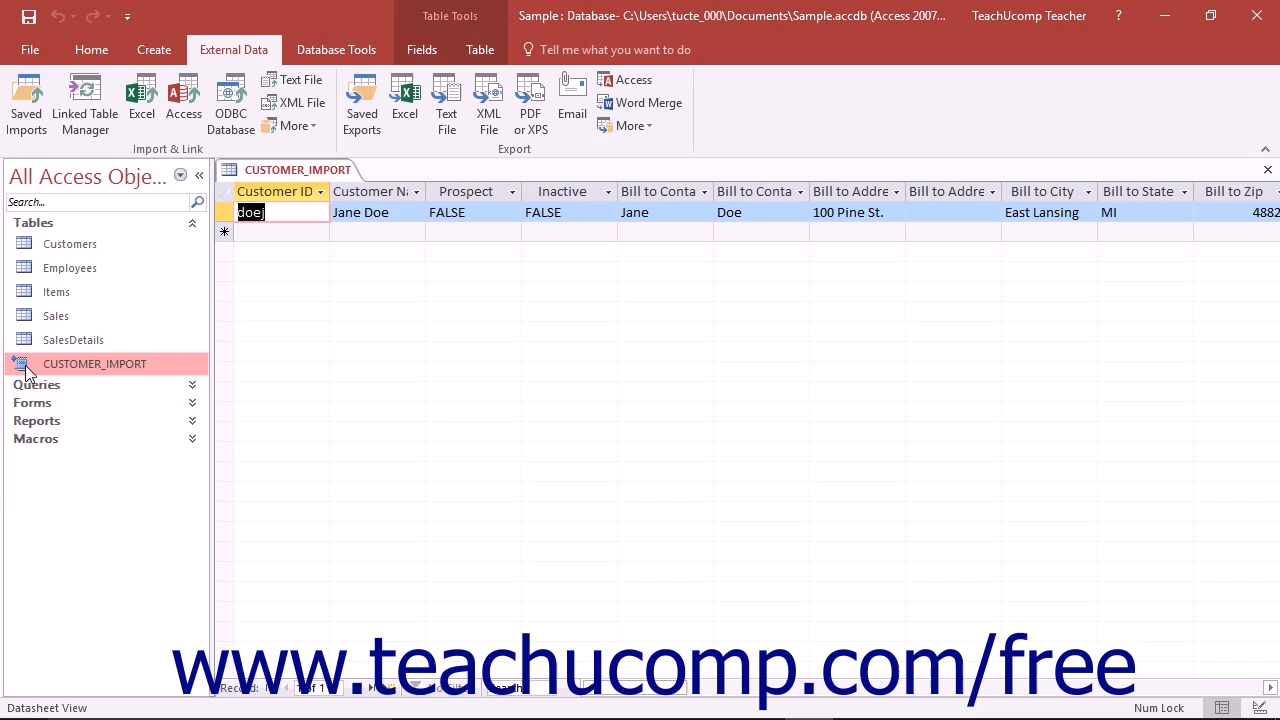 Table Tools
Sample : Database- C:\Users\tucte_000\Documents\Sample.accdb (Access 2007...
TeachUcomp Teacher
?
File Home Create External Data Database Tools Fields Table Tell me what you want to do
Saved Imports
Linked Table Manager
Excel
Access
ODBC Database
Text File
XML File
More
Import & Link
Saved Exports
Excel
Text File
XML File
PDF or XPS
Email
Access
Word Merge
More
Export
All Access Obje...
Search...
Tables
Customers
Employees
Items
Sales
SalesDetails
CUSTOMER_IMPORT
Queries
Forms
Reports
Macros
CUSTOMER_IMPORT
Customer ID Customer Na Prospect Inactive Bill to Conta Bill to Conta Bill to Addre Bill to Addre Bill to City Bill to State Bill to Zip
doej Jane Doe FALSE FALSE Jane Doe 100 Pine St. East Lansing MI 4882
www.teachucomp.com/free
Record:
Datasheet View
Num Lock